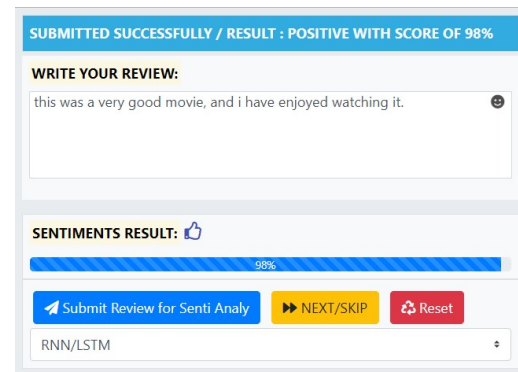 SUBMITTED SUCCESSFULLY / RESULT : POSITIVE WITH SCORE OF 98%
WRITE YOUR REVIEW:
this was a very good movie, and i have enjoyed watching it.
SENTIMENTS RESULT:
98%
Submit Review for Senti Analy NEXT/SKIP Reset
RNN/LSTM